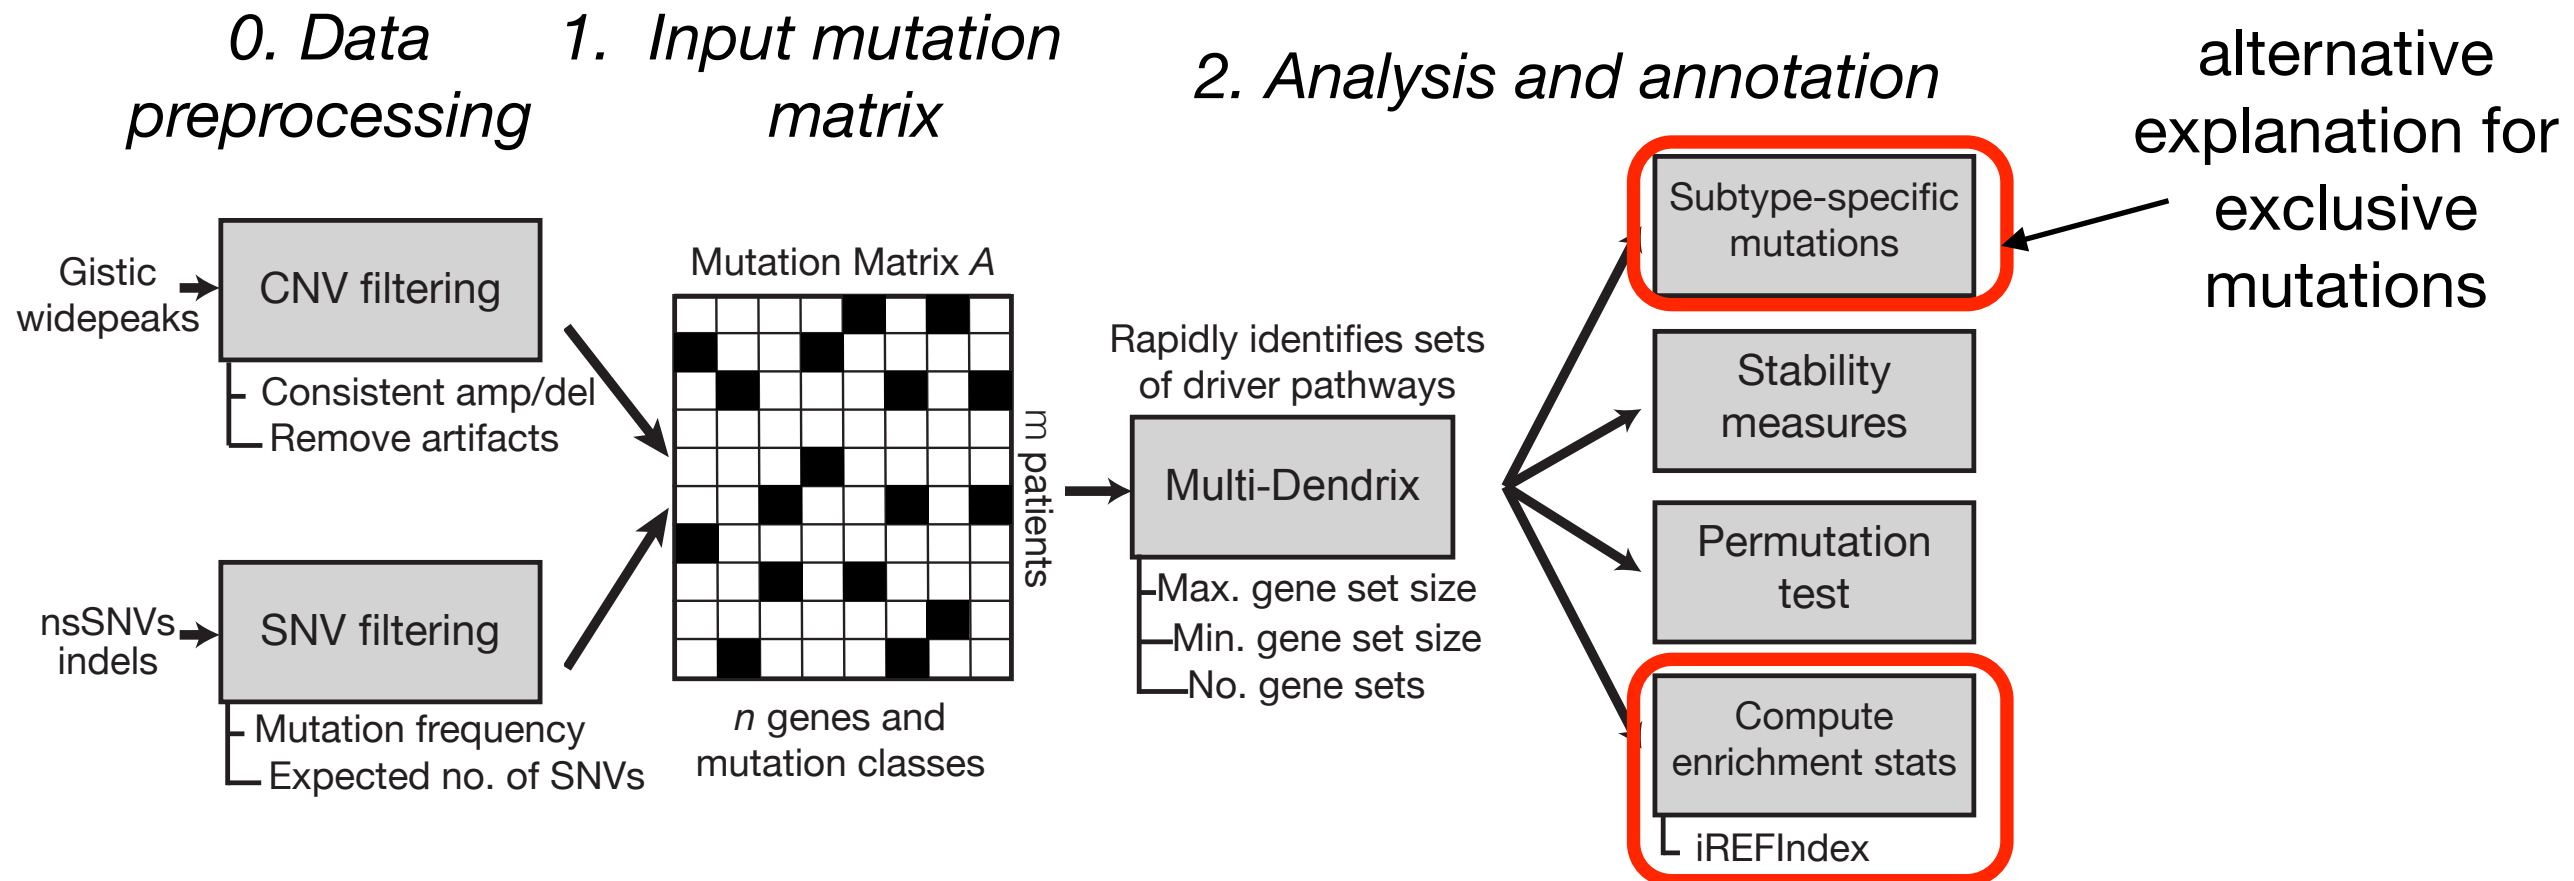 0. Data
preprocessing
1. Input mutation
matrix
2. Analysis and annotation
alternative
explanation for
exclusive
mutations
Gistic
widepeaks
CNV filtering
Consistent amp/del
Remove artifacts
nsSNVs
indels
SNV filtering
Mutation frequency
Expected no. of SNVs
Mutation Matrix A
m patients
n genes and
mutation classes
Rapidly identifies sets
of driver pathways
Multi-Dendrix
Max. gene set size
Min. gene set size
No. gene sets
Subtype-specific
mutations
Stability
measures
Permutation
test
Compute
enrichment stats
iREFIndex